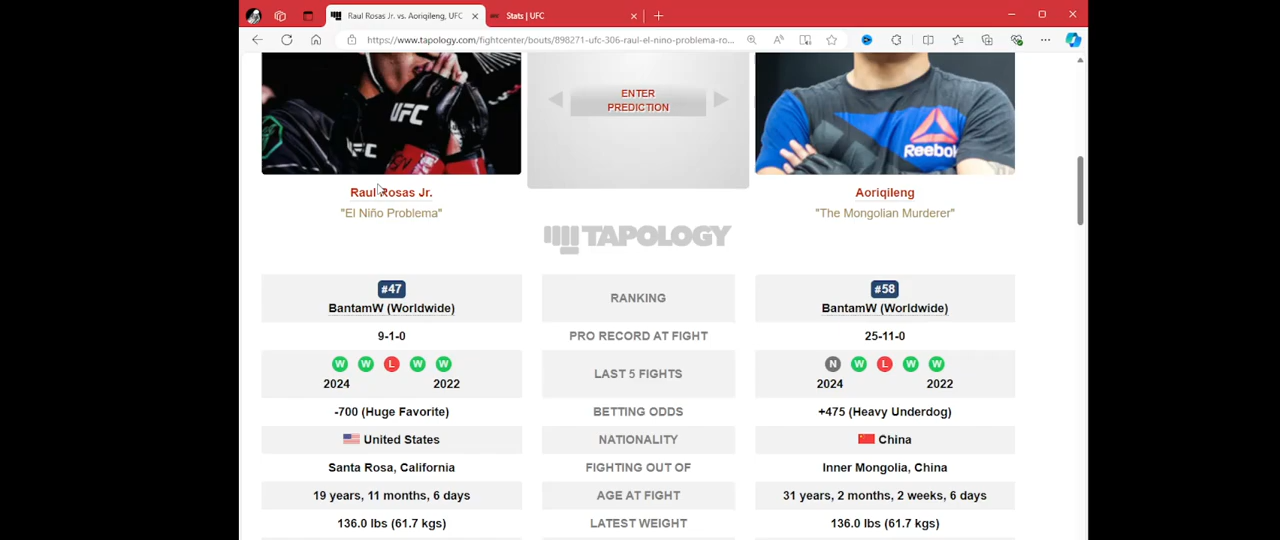 Raul Rosas Jr. vs. Aoriqileng, UFC
Stats | UFC
https://www.tapology.com/fightcenter/bouts/898271-ufc-306-raul-el-nino-problema-ro...
UFC
Reebok
ENTER
PREDICTION
Raul Rosas Jr.
"El Niño Problema"
Aoriqileng
"The Mongolian Murderer"
TAPOLOGY
#47
BantamW (Worldwide)
RANKING
#58
BantamW (Worldwide)
9-1-0
PRO RECORD AT FIGHT
25-11-0
W W L W W
2024 2022
LAST 5 FIGHTS
N W L W W
2024 2022
-700 (Huge Favorite)
BETTING ODDS
+475 (Heavy Underdog)
United States
NATIONALITY
China
Santa Rosa, California
FIGHTING OUT OF
Inner Mongolia, China
19 years, 11 months, 6 days
AGE AT FIGHT
31 years, 2 months, 2 weeks, 6 days
136.0 lbs (61.7 kgs)
LATEST WEIGHT
136.0 lbs (61.7 kgs)